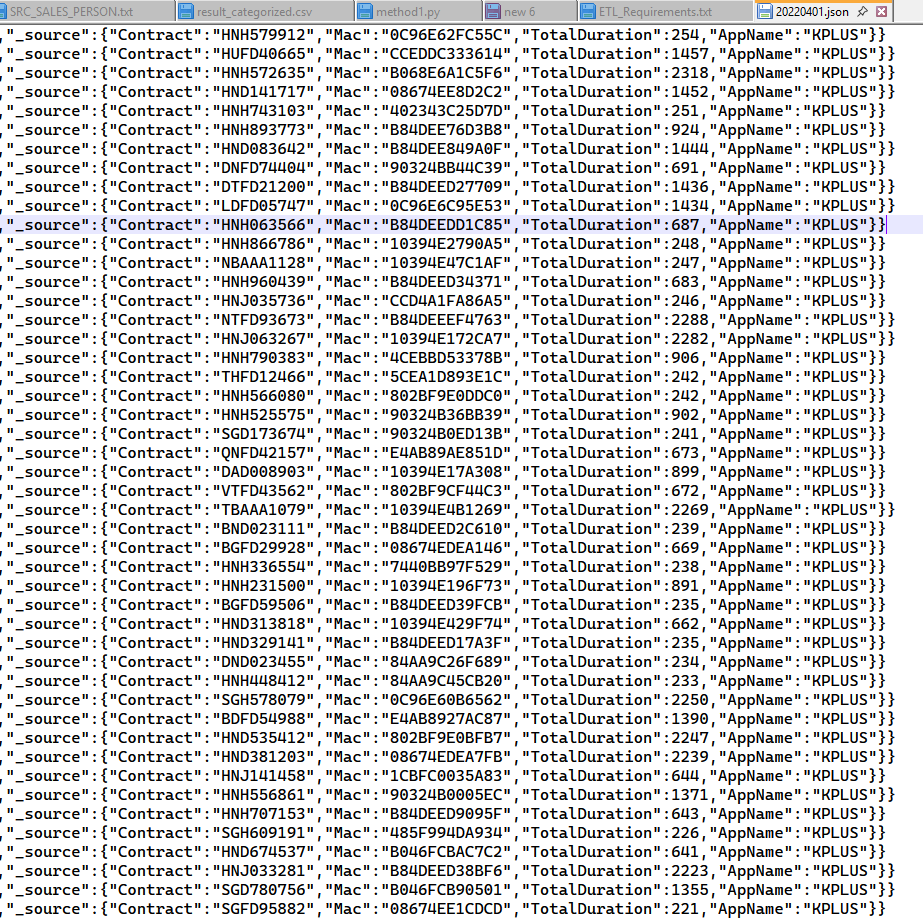 SRC_SALES_PERSON.txt result_categorized.csv method1.py new 6 ETL_Requirements.txt 20220401.json
,"_source":{"Contract":"HNH579912","Mac":"0C96E62FC55C","TotalDuration":254,"AppName":"KPLUS"}}
,"_source":{"Contract":"HUFD40665","Mac":"CCEDDC333614","TotalDuration":1457,"AppName":"KPLUS"}}
,"_source":{"Contract":"HNH572635","Mac":"B068E6A1C5F6","TotalDuration":2318,"AppName":"KPLUS"}}
,"_source":{"Contract":"HND141717","Mac":"08674EE8D2C2","TotalDuration":1452,"AppName":"KPLUS"}}
,"_source":{"Contract":"HNH743103","Mac":"402343C25D7D","TotalDuration":251,"AppName":"KPLUS"}}
,"_source":{"Contract":"HNH893773","Mac":"B84DEE76D3B8","TotalDuration":924,"AppName":"KPLUS"}}
,"_source":{"Contract":"HND083642","Mac":"B84DEE849A0F","TotalDuration":1444,"AppName":"KPLUS"}}
,"_source":{"Contract":"DNFD74404","Mac":"90324BB44C39","TotalDuration":691,"AppName":"KPLUS"}}
,"_source":{"Contract":"DTFD21200","Mac":"B84DEED27709","TotalDuration":1436,"AppName":"KPLUS"}}
,"_source":{"Contract":"LDFD05747","Mac":"0C96E6C95E53","TotalDuration":1434,"AppName":"KPLUS"}}
,"_source":{"Contract":"HNH063566","Mac":"B84DEEDD1C85","TotalDuration":687,"AppName":"KPLUS"}}
,"_source":{"Contract":"HNH866786","Mac":"10394E2790A5","TotalDuration":248,"AppName":"KPLUS"}}
,"_source":{"Contract":"NBAAA1128","Mac":"10394E47C1AF","TotalDuration":247,"AppName":"KPLUS"}}
,"_source":{"Contract":"HNH960439","Mac":"B84DEED34371","TotalDuration":683,"AppName":"KPLUS"}}
,"_source":{"Contract":"HNJ035736","Mac":"CCD4A1FA86A5","TotalDuration":246,"AppName":"KPLUS"}}
,"_source":{"Contract":"NTFD93673","Mac":"B84DEEEF4763","TotalDuration":2288,"AppName":"KPLUS"}}
,"_source":{"Contract":"HNJ063267","Mac":"10394E172CA7","TotalDuration":2282,"AppName":"KPLUS"}}
,"_source":{"Contract":"HNH790383","Mac":"4CEBBD53378B","TotalDuration":906,"AppName":"KPLUS"}}
,"_source":{"Contract":"THFD12466","Mac":"5CEA1D893E1C","TotalDuration":242,"AppName":"KPLUS"}}
,"_source":{"Contract":"HNH566080","Mac":"802BF9E0DDC0","TotalDuration":242,"AppName":"KPLUS"}}
,"_source":{"Contract":"HNH525575","Mac":"90324B36BB39","TotalDuration":902,"AppName":"KPLUS"}}
,"_source":{"Contract":"SGD173674","Mac":"90324B0ED13B","TotalDuration":241,"AppName":"KPLUS"}}
,"_source":{"Contract":"QNFD42157","Mac":"E4AB89AE851D","TotalDuration":673,"AppName":"KPLUS"}}
,"_source":{"Contract":"DAD008903","Mac":"10394E17A308","TotalDuration":899,"AppName":"KPLUS"}}
,"_source":{"Contract":"VTFD43562","Mac":"802BF9CF44C3","TotalDuration":672,"AppName":"KPLUS"}}
,"_source":{"Contract":"TBAAA1079","Mac":"10394E4B1269","TotalDuration":2269,"AppName":"KPLUS"}}
,"_source":{"Contract":"BND023111","Mac":"B84DEED2C610","TotalDuration":239,"AppName":"KPLUS"}}
,"_source":{"Contract":"BGFD29928","Mac":"08674EDEA146","TotalDuration":669,"AppName":"KPLUS"}}
,"_source":{"Contract":"HNH336554","Mac":"7440BB97F529","TotalDuration":238,"AppName":"KPLUS"}}
,"_source":{"Contract":"HNH231500","Mac":"10394E196F73","TotalDuration":891,"AppName":"KPLUS"}}
,"_source":{"Contract":"BGFD59506","Mac":"B84DEED39FCB","TotalDuration":235,"AppName":"KPLUS"}}
,"_source":{"Contract":"HND313818","Mac":"10394E429F74","TotalDuration":662,"AppName":"KPLUS"}}
,"_source":{"Contract":"HND329141","Mac":"B84DEED17A3F","TotalDuration":235,"AppName":"KPLUS"}}
,"_source":{"Contract":"DND023455","Mac":"84AA9C26F689","TotalDuration":234,"AppName":"KPLUS"}}
,"_source":{"Contract":"HNH448412","Mac":"84AA9C45CB20","TotalDuration":233,"AppName":"KPLUS"}}
,"_source":{"Contract":"SGH578079","Mac":"0C96E60B6562","TotalDuration":2250,"AppName":"KPLUS"}}
,"_source":{"Contract":"BDFD54988","Mac":"E4AB8927AC87","TotalDuration":1390,"AppName":"KPLUS"}}
,"_source":{"Contract":"HND535412","Mac":"802BF9E0BFB7","TotalDuration":2247,"AppName":"KPLUS"}}
,"_source":{"Contract":"HND381203","Mac":"08674EDEA7FB","TotalDuration":2239,"AppName":"KPLUS"}}
,"_source":{"Contract":"HNJ141458","Mac":"1CBFC0035A83","TotalDuration":644,"AppName":"KPLUS"}}
,"_source":{"Contract":"HNH556861","Mac":"90324B0005EC","TotalDuration":1371,"AppName":"KPLUS"}}
,"_source":{"Contract":"HNH707153","Mac":"B84DEED9095F","TotalDuration":643,"AppName":"KPLUS"}}
,"_source":{"Contract":"SGH609191","Mac":"485F994DA934","TotalDuration":226,"AppName":"KPLUS"}}
,"_source":{"Contract":"HND674537","Mac":"B046FCBAC7C2","TotalDuration":641,"AppName":"KPLUS"}}
,"_source":{"Contract":"HNJ033281","Mac":"B84DEED38BF6","TotalDuration":2223,"AppName":"KPLUS"}}
,"_source":{"Contract":"SGD780756","Mac":"B046FCB90501","TotalDuration":1355,"AppName":"KPLUS"}}
,"_source":{"Contract":"SGFD95882","Mac":"08674EE1CDCD","TotalDuration":221,"AppName":"KPLUS"}}